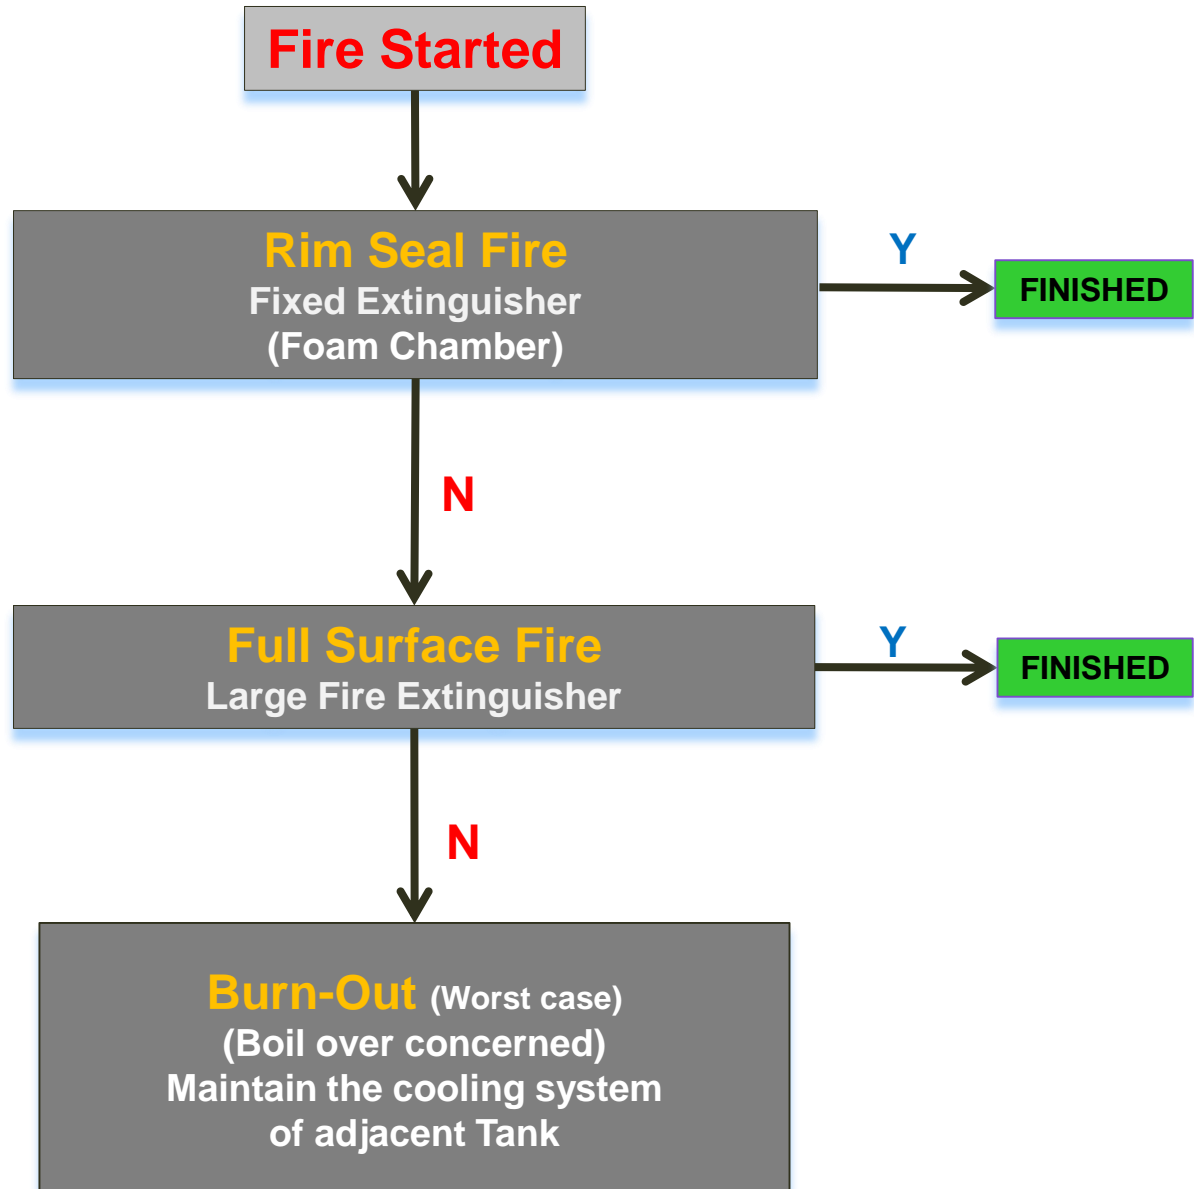 Fire Started
Rim Seal Fire
Fixed Extinguisher
(Foam Chamber)
Y
FINISHED
N
Full Surface Fire
Large Fire Extinguisher
Y
FINISHED
N
Burn-Out (Worst case)
(Boil over concerned)
Maintain the cooling system
of adjacent Tank